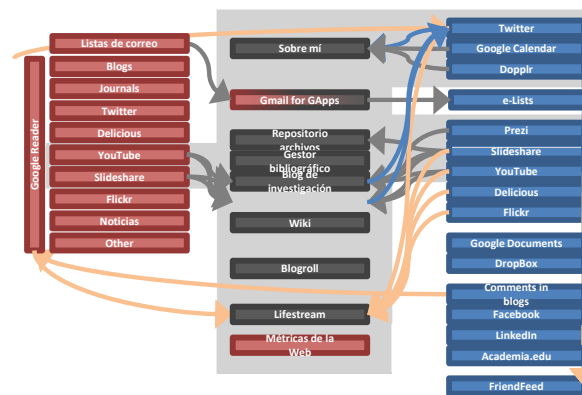 Google Reader
Listas de correo
Blogs
Journals
Twitter
Delicious
YouTube
Slideshare
Flickr
Noticias
Other
Sobre mí
Gmail for GApps
Repositorio
archivos
Gestor
bibliográfico
Blog de
investigación
Wiki
Blogroll
Lifestream
Métricas de la
Web
Twitter
Google Calendar
Dopplr
e-Lists
Prezi
Slideshare
YouTube
Delicious
Flickr
Google Documents
DropBox
Comments in
blogs
Facebook
LinkedIn
Academia.edu
FriendFeed